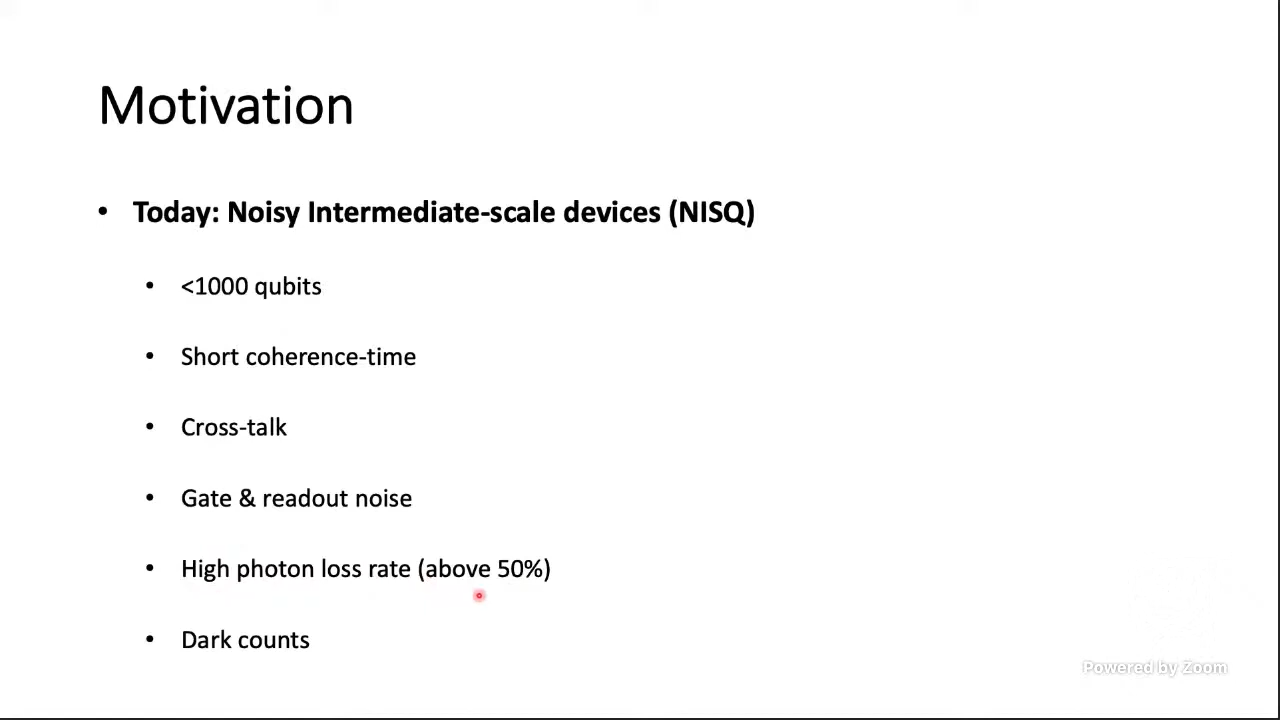 Motivation
• Today: Noisy Intermediate-scale devices (NISQ)
• <1000 qubits
• Short coherence-time
• Cross-talk
• Gate & readout noise
• High photon loss rate (above 50%)
• Dark counts
Powered by Zoom